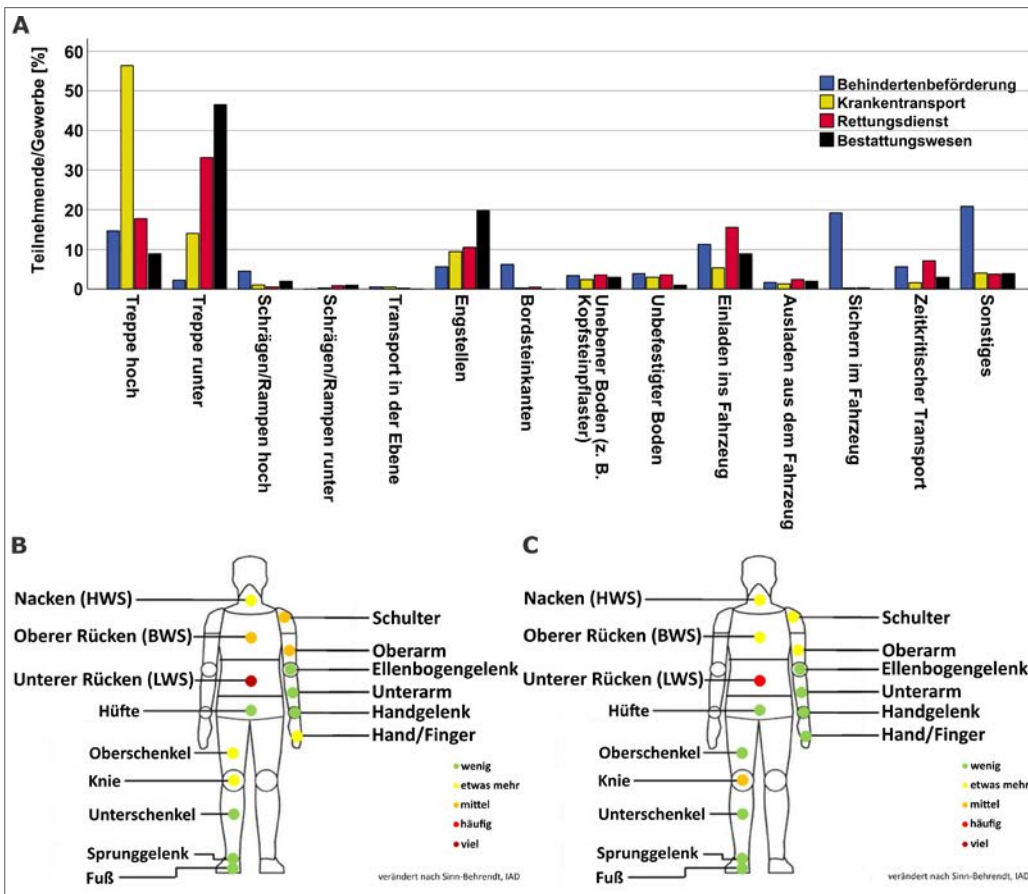 A
Teilnehmende/Gewerbe [%]
60
50
40
30
20
10
0
Behindertenbeförderung
Krankentransport
Rettungsdienst
Bestattungswesen
Treppe hoch
Treppe runter
Schrägen/Rampen
hoch
Schrägen/Rampen
runter
Transport in der Ebene
Engstellen
Bordsteinkanten
Unebener Boden (z. B.
Kopfsteinpflaster)
Unbefestigter Boden
Einladen ins Fahrzeug
Ausladen aus dem Fahrzeug
Sichern im Fahrzeug
Zeitkritischer Transport
Sonstiges
B
Nacken (HWS)
Oberer Rücken (BWS)
Unterer Rücken (LWS)
Hüfte
Oberschenkel
Knie
Unterschenkel
Sprunggelenk
Fuß
Schulter
Oberarm
Ellenbogengelenk
Unterarm
Handgelenk
Hand/Finger
wenig
etwas mehr
mittel
häufig
viel
verändert nach Sinn-Behrendt, IAD
C
Nacken (HWS)
Oberer Rücken (BWS)
Unterer Rücken (LWS)
Hüfte
Oberschenkel
Knie
Unterschenkel
Sprunggelenk
Fuß
Schulter
Oberarm
Ellenbogengelenk
Unterarm
Handgelenk
Hand/Finger
wenig
etwas mehr
mittel
häufig
viel
verändert nach Sinn-Behrendt, IAD